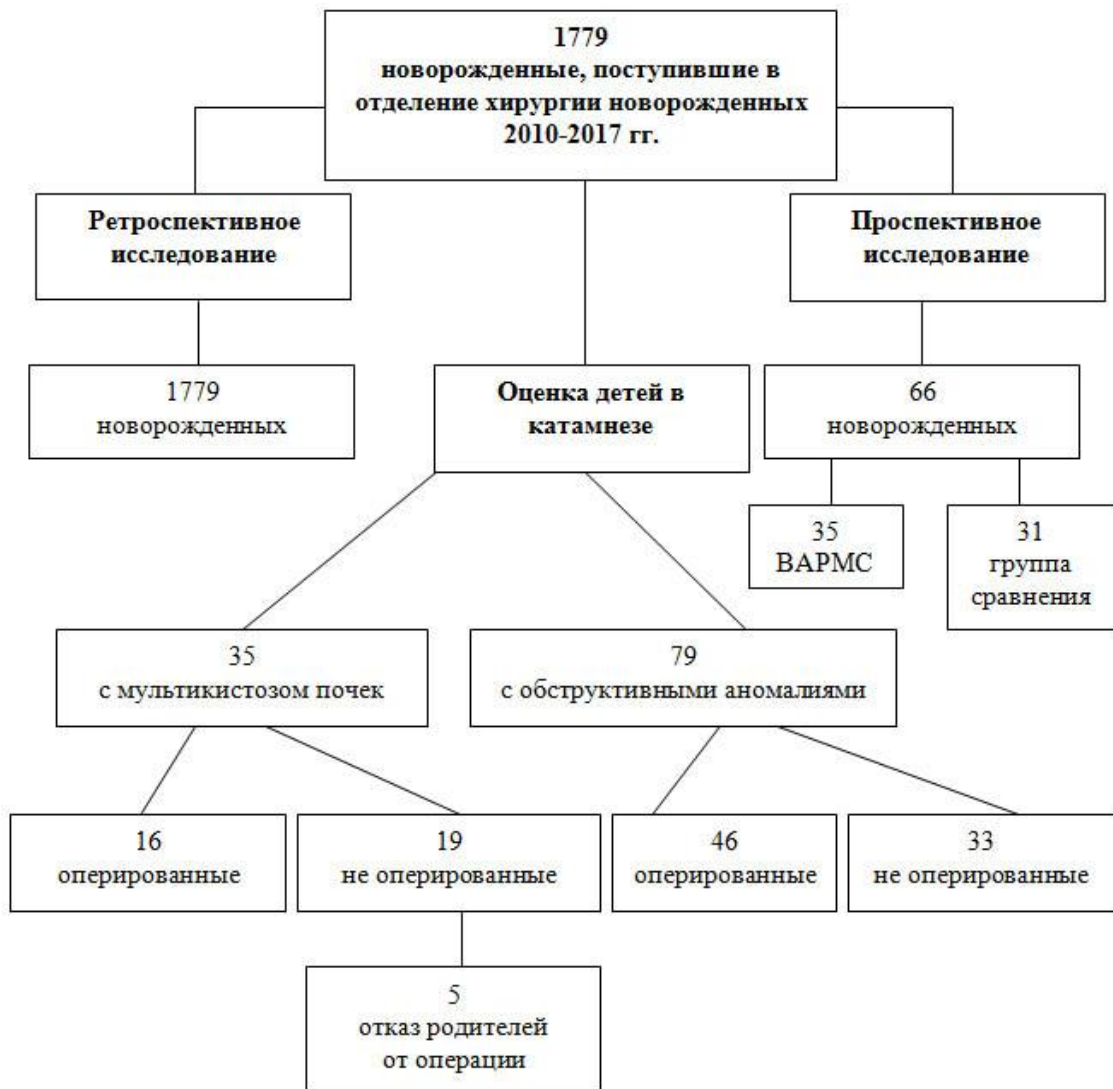 1779
новорожденные, поступившие в
отделение хирургии новорожденных
2010-2017 гг.
Ретроспективное
исследование
Проспективное
исследование
1779
новорожденных
Оценка детей в
катамнезе
66
новорожденных
35
ВАРМС
31
группа
сравнения
35
с мультикистозом почек
79
с обструктивными аномалиями
16
оперированные
19
не оперированные
46
оперированные
33
не оперированные
5
отказ родителей
от операции